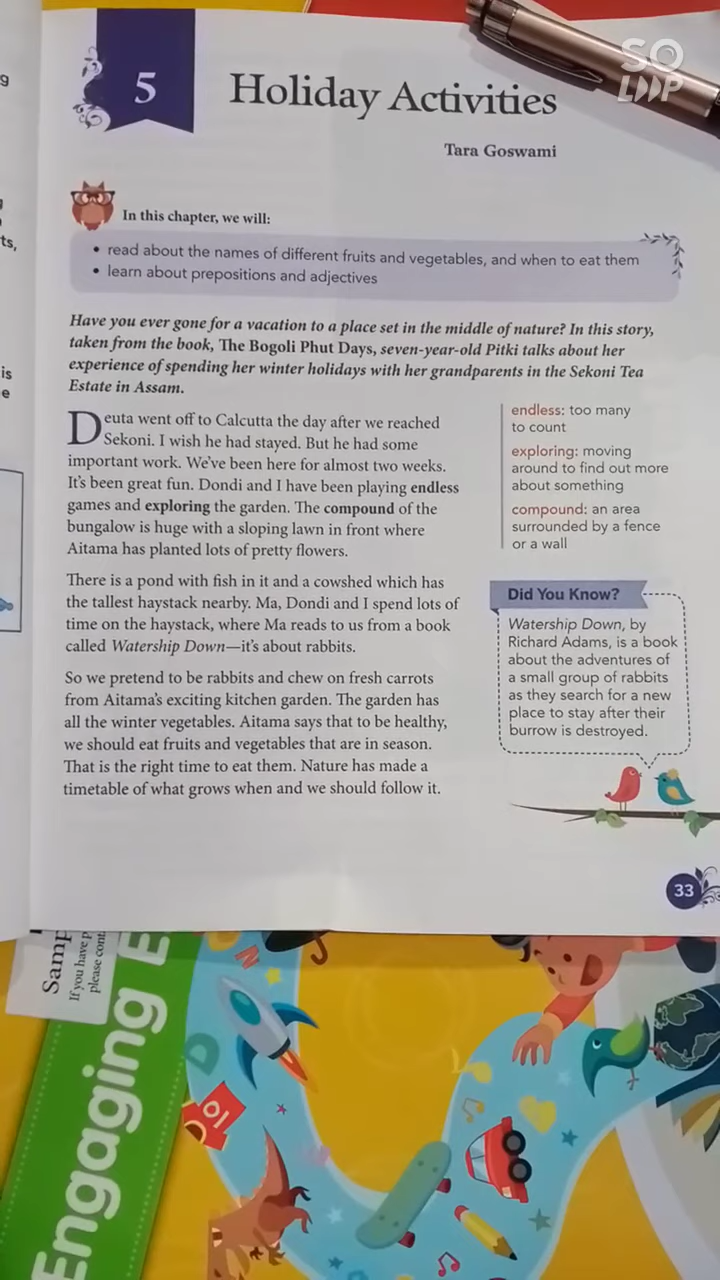 SO
LOOP
5
Holiday Activities
Tara Goswami
In this chapter, we will:
• read about the names of different fruits and vegetables, and when to eat them
• learn about prepositions and adjectives
Have you ever gone for a vacation to a place set in the middle of nature? In this story,
taken from the book, The Bogoli Phut Days, seven-year-old Pitki talks about her
experience of spending her winter holidays with her grandparents in the Sekoni Tea
Estate in Assam.
Deuta went off to Calcutta the day after we reached
Sekoni. I wish he had stayed. But he had some
important work. We've been here for almost two weeks.
It's been great fun. Dondi and I have been playing endless
games and exploring the garden. The compound of the
bungalow is huge with a sloping lawn in front where
Aitama has planted lots of pretty flowers.
There is a pond with fish in it and a cowshed which has
the tallest haystack nearby. Ma, Dondi and I spend lots of
time on the haystack, where Ma reads to us from a book
called Watership Down—it's about rabbits.
So we pretend to be rabbits and chew on fresh carrots
from Aitama's exciting kitchen garden. The garden has
all the winter vegetables. Aitama says that to be healthy,
we should eat fruits and vegetables that are in season.
That is the right time to eat them. Nature has made a
timetable of what grows when and we should follow it.
endless: too many
to count
exploring: moving
around to find out more
about something
compound: an area
surrounded by a fence
or a wall
Did You Know?
Watership Down, by
Richard Adams, is a book
about the adventures of
a small group of rabbits
as they search for a new
place to stay after their
burrow is destroyed.
33
g
ts,
is
e
Samp
If you have p
please cont
Engaging E
N
D
01